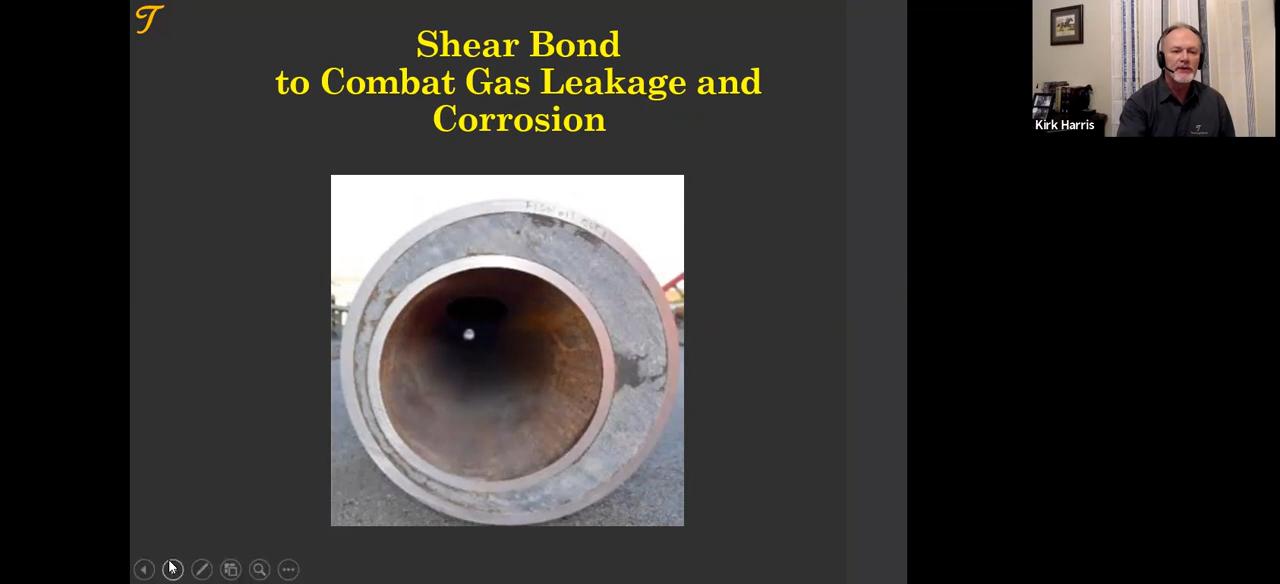 T
Shear Bond
to Combat Gas Leakage and
Corrosion
Kirk Harris